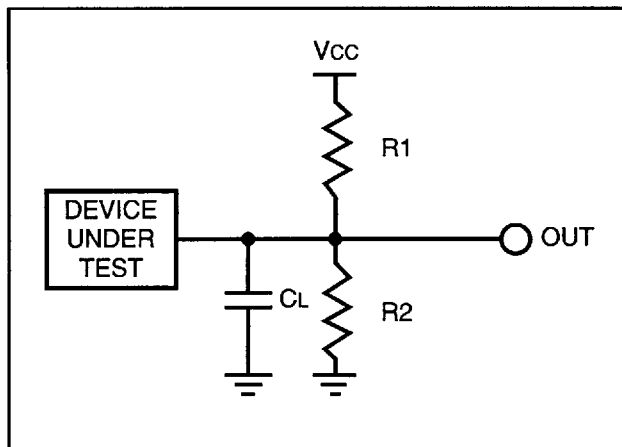 VCC
R1
DEVICE
UNDER
TEST
OUT
CL
R2